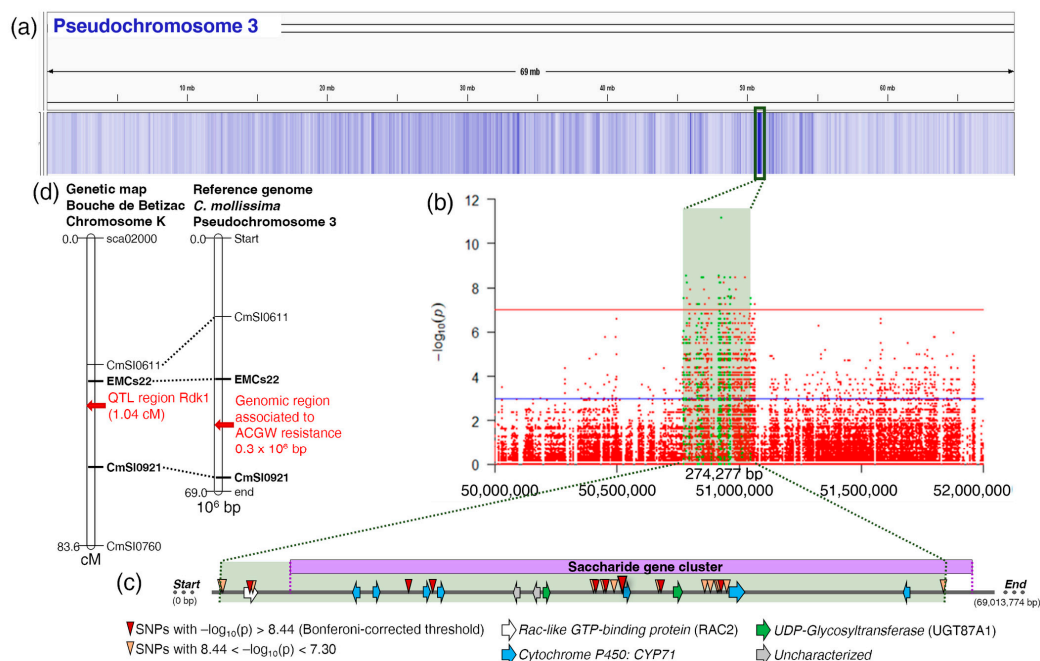 (a)
Pseudochromosome 3
69 mb
10 mb 20 mb 30 mb 40 mb 50 mb 60 mb
(d)
Genetic map
Bouche de Betizac
Chromosome K
Reference genome
C. mollissima
Pseudochromosome 3
0.0 sca02000
0.0 Start
CmSI0611
CmSI0611
EMCs22
EMCs22
QTL region Rdk1
(1.04 cM)
Genomic region
associated to
ACGW resistance
0.3 x 10⁶ bp
CmSI0921
CmSI0921
69.0 end
10⁶ bp
83.6 CmSI0760
cM
(b)
−log₁₀(p)
12
10
8
6
4
2
0
274,277 bp
50,000,000 50,500,000 51,000,000 51,500,000 52,000,000
(c)
Saccharide gene cluster
Start
(0 bp)
End
(69,013,774 bp)
SNPs with −log₁₀(p) > 8.44 (Bonferoni-corrected threshold)
SNPs with 8.44 < −log₁₀(p) < 7.30
Rac-like GTP-binding protein (RAC2)
Cytochrome P450: CYP71
UDP-Glycosyltransferase (UGT87A1)
Uncharacterized